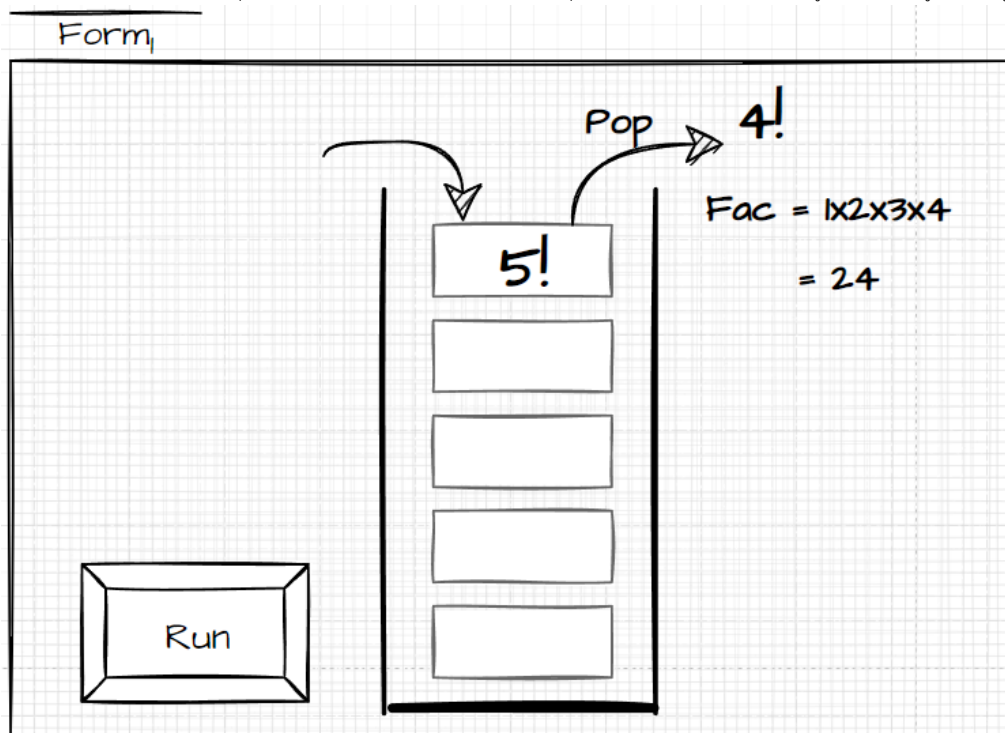 Form1
Pop
4!
Fac = 1x2x3x4
= 24
5!
Run